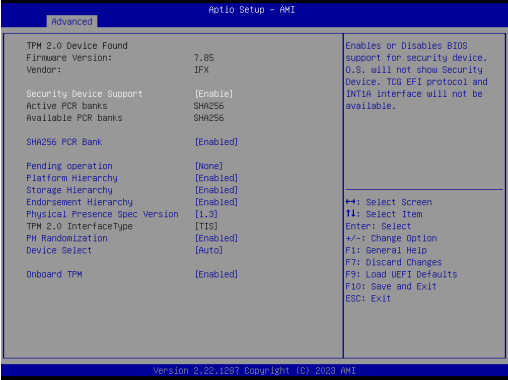 Aptio Setup - AMI
Advanced
TPM 2.0 Device Found
Firmware Version: 7.85
Vendor: IFX
Security Device Support [Enable]
Active PCR banks SHA256
Available PCR banks SHA256
SHA256 PCR Bank [Enabled]
Pending operation [None]
Platform Hierarchy [Enabled]
Storage Hierarchy [Enabled]
Endorsement Hierarchy [Enabled]
Physical Presence Spec Version [1.3]
TPM 2.0 InterfaceType [TIS]
PH Randomization [Enabled]
Device Select [Auto]
Onboard TPM [Enabled]
Enables or Disables BIOS
support for security device.
O.S. will not show Security
Device. TCG EFI protocol and
INT1A interface will not be
available.
→←: Select Screen
↑↓: Select Item
Enter: Select
+/-: Change Option
F1: General Help
F7: Discard Changes
F9: Load UEFI Defaults
F10: Save and Exit
ESC: Exit
Version 2.22.1287 Copyright (C) 2023 AMI